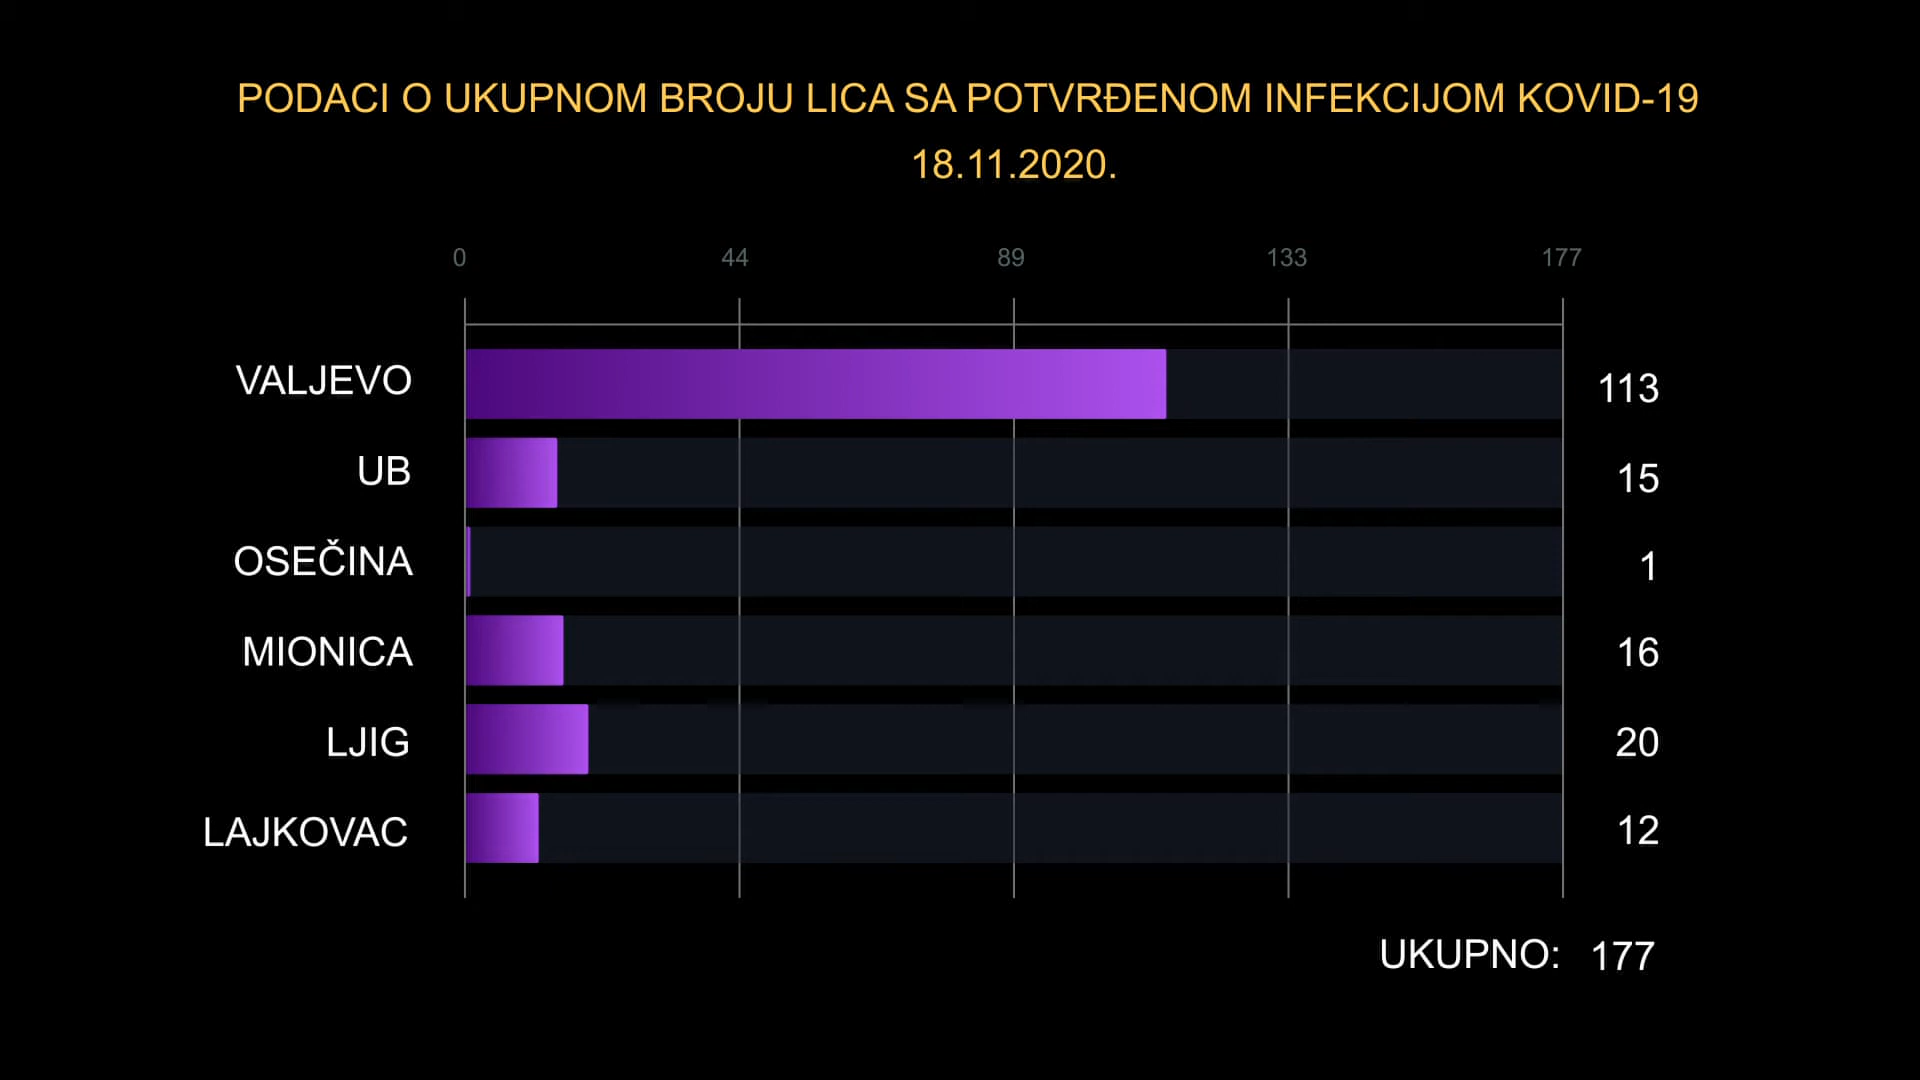 PODACI O UKUPNOM BROJU LICA SA POTVRĐENOM INFEKCIJOM KOVID-19
18.11.2020.
0 44 89 133 177
VALJEVO 113
UB 15
OSEČINA 1
MIONICA 16
LJIG 20
LAJKOVAC 12
UKUPNO: 177